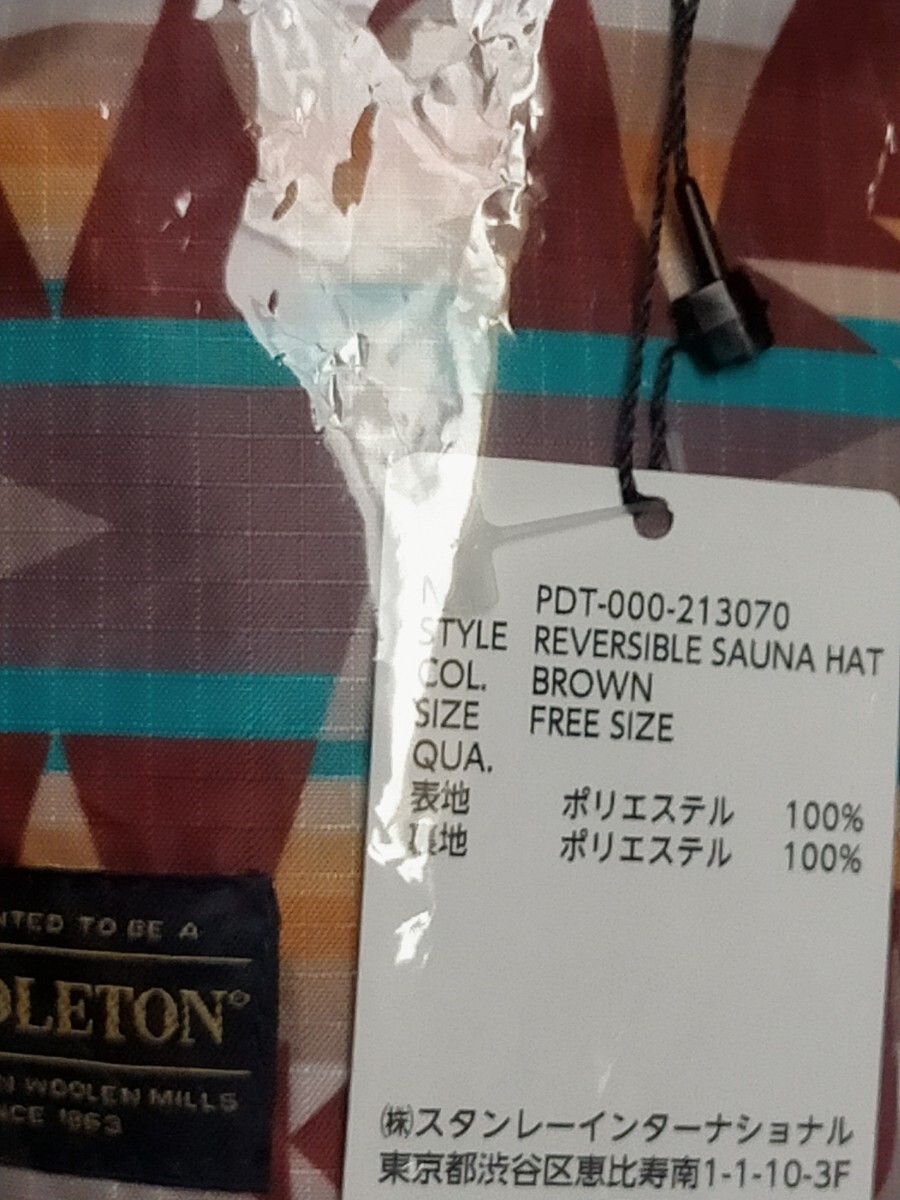 PDT-000-213070
STYLE REVERSIBLE SAUNA HAT
COL. BROWN
SIZE FREE SIZE
QUA.
表地 ポリエステル 100%
裏地 ポリエステル 100%
㈱スタンレーインターナショナル
東京都渋谷区恵比寿南1-1-10-3F
NTED TO BE A
DLETON®
N WOOLEN MILLS
NCE 1863